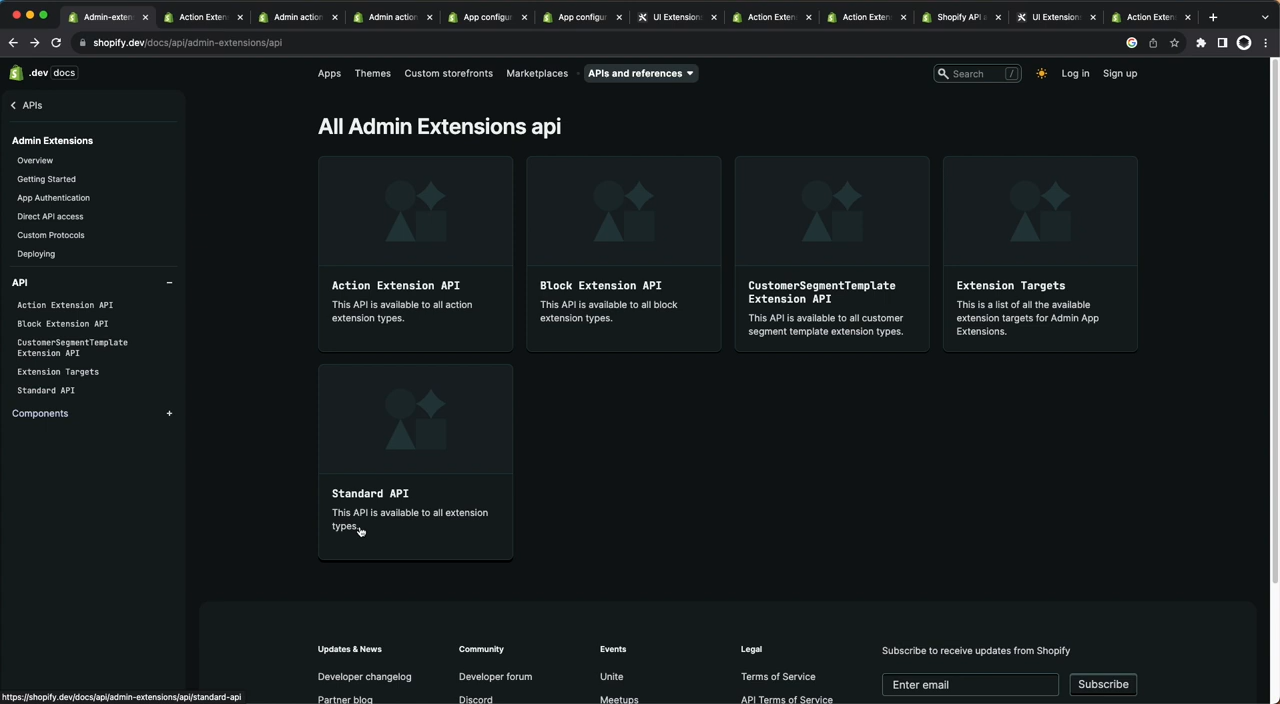 Admin-exten
Action Exten
Admin action
Admin action
App configur
App configur
UI Extension
Action Exten
Action Exten
Shopify API a
UI Extension
Action Exten
shopify.dev/docs/api/admin-extensions/api
.dev docs
Apps
Themes
Custom storefronts
Marketplaces
APIs and references
Search /
Log in
Sign up
APIs
Admin Extensions
Overview
Getting Started
App Authentication
Direct API access
Custom Protocols
Deploying
API
Action Extension API
Block Extension API
CustomerSegmentTemplate
Extension API
Extension Targets
Standard API
Components
All Admin Extensions api
Action Extension API
This API is available to all action
extension types.
Block Extension API
This API is available to all block
extension types.
CustomerSegmentTemplate
Extension API
This API is available to all customer
segment template extension types.
Extension Targets
This is a list of all the available
extension targets for Admin App
Extensions.
Standard API
This API is available to all extension
types.
Updates & News
Developer changelog
Partner blog
Community
Developer forum
Discord
Events
Unite
Meetups
Legal
Terms of Service
API Terms of Service
Subscribe to receive updates from Shopify
Enter email
Subscribe
https://shopify.dev/docs/api/admin-extensions/api/standard-api